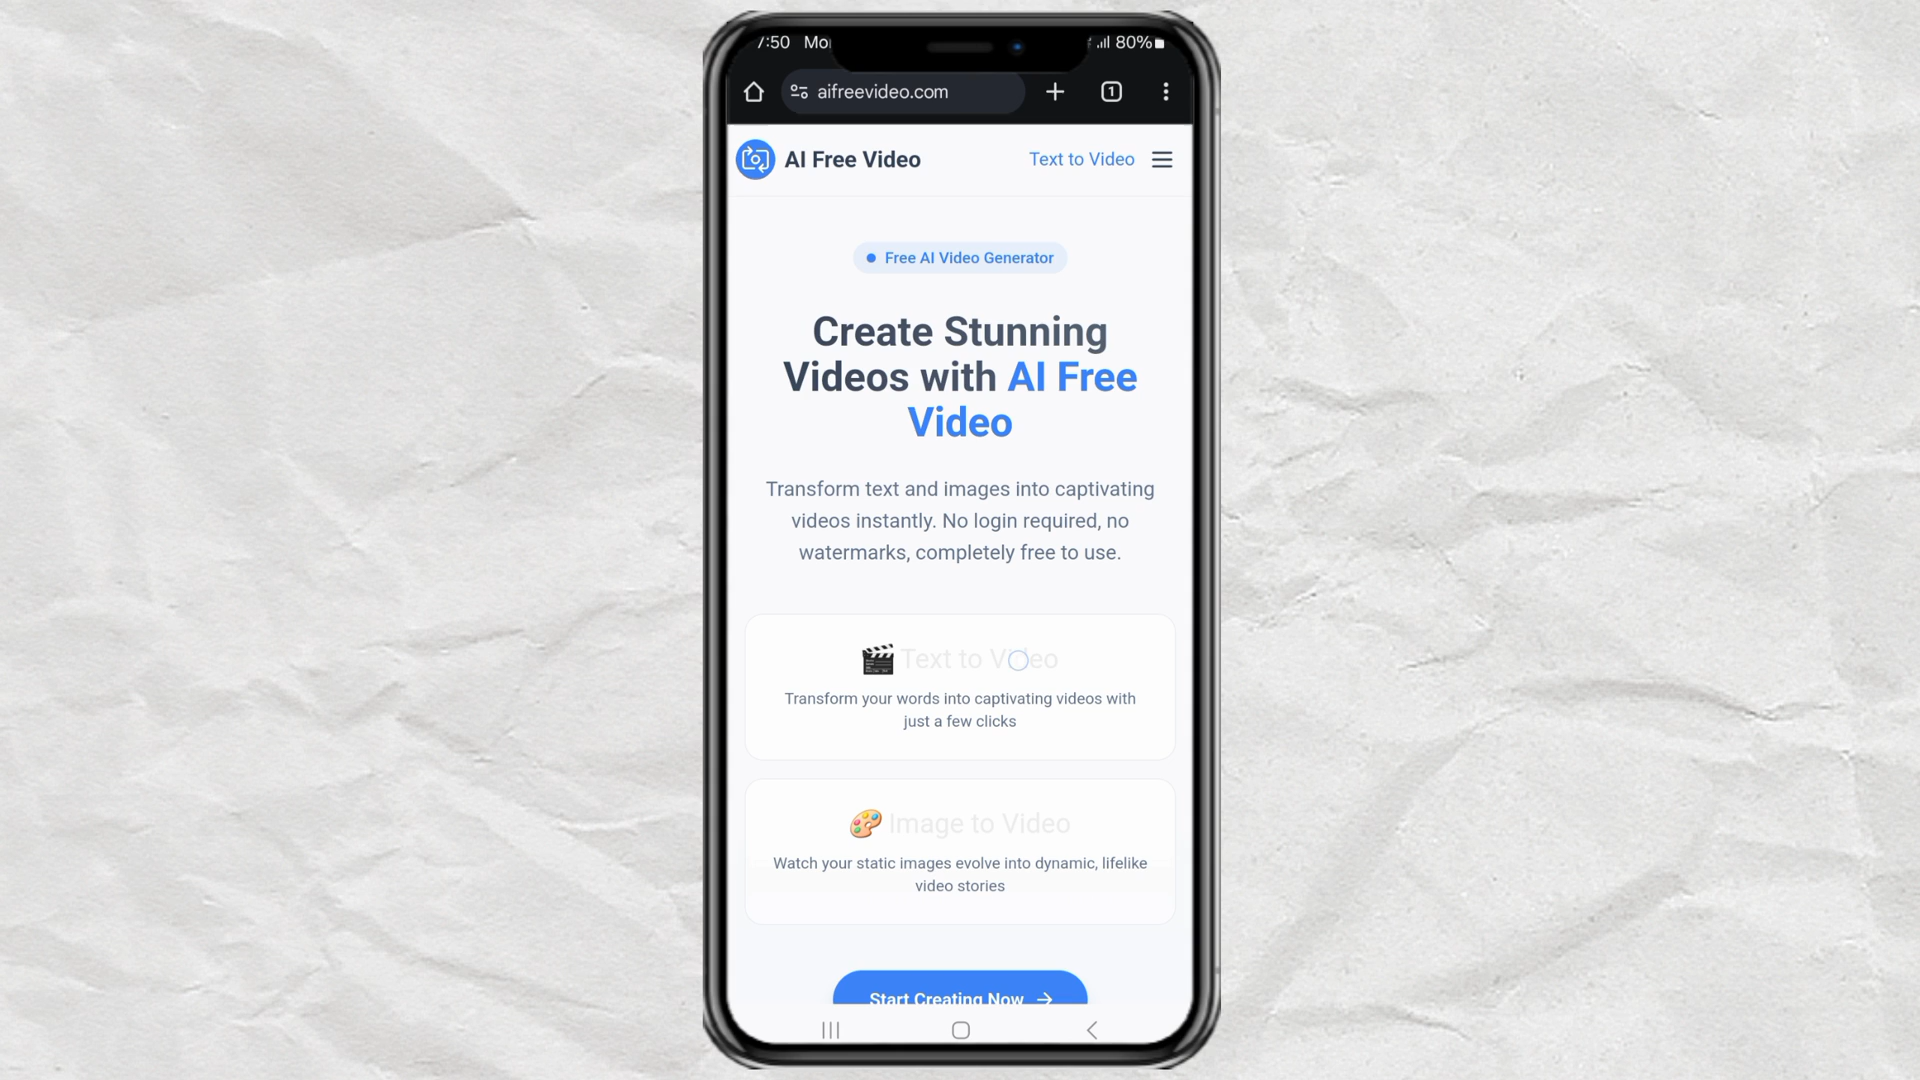 7:50 Mo 80%
aifreevideo.com 1
AI Free Video Text to Video
Free AI Video Generator
Create Stunning
Videos with AI Free
Video
Transform text and images into captivating
videos instantly. No login required, no
watermarks, completely free to use.
Text to Video
Transform your words into captivating videos with
just a few clicks
Image to Video
Watch your static images evolve into dynamic, lifelike
video stories
Start Creating Now